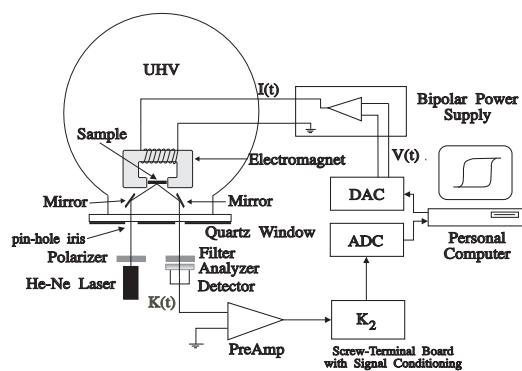 UHV
I(t)
Bipolar Power
Supply
Sample
Electromagnet
V(t)
Mirror
Mirror
DAC
pin-hole iris
Quartz Window
ADC
Personal
Computer
Polarizer
Filter
Analyzer
He-Ne Laser
Detector
K(t)
K2
PreAmp
Screw-Terminal Board
with Signal Conditioning